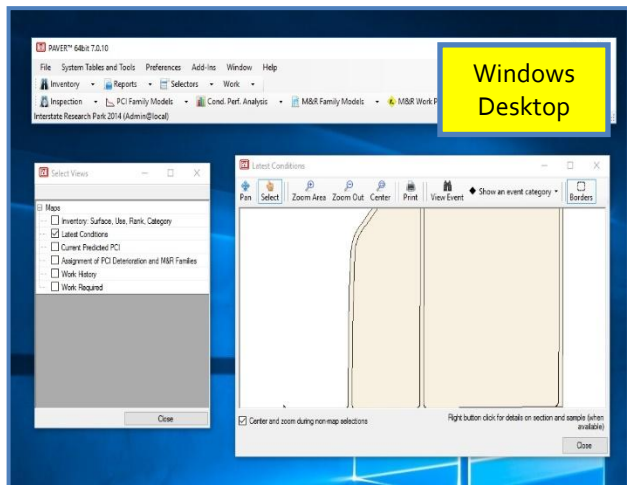 PAVER™ 64bit 7.0.10
File System Tables and Tools Preferences Add-Ins Window Help
Inventory Reports Selectors Work
Inspection PCI Family Models Cond. Perf. Analysis M&R Family Models M&R Work P
Interstate Research Park 2014 (Admin@local)
Windows
Desktop
Select Views
Maps
Inventory: Surface, Use, Rank, Category
Latest Conditions
Current Predicted PCI
Assignment of PCI Deterioration and M&R Families
Work History
Work Required
Close
Latest Conditions
Pan Select Zoom Area Zoom Out Center Print View Event Show an event category Borders
Center and zoom during non-map selections
Right button click for details on section and sample (when
available)
Close